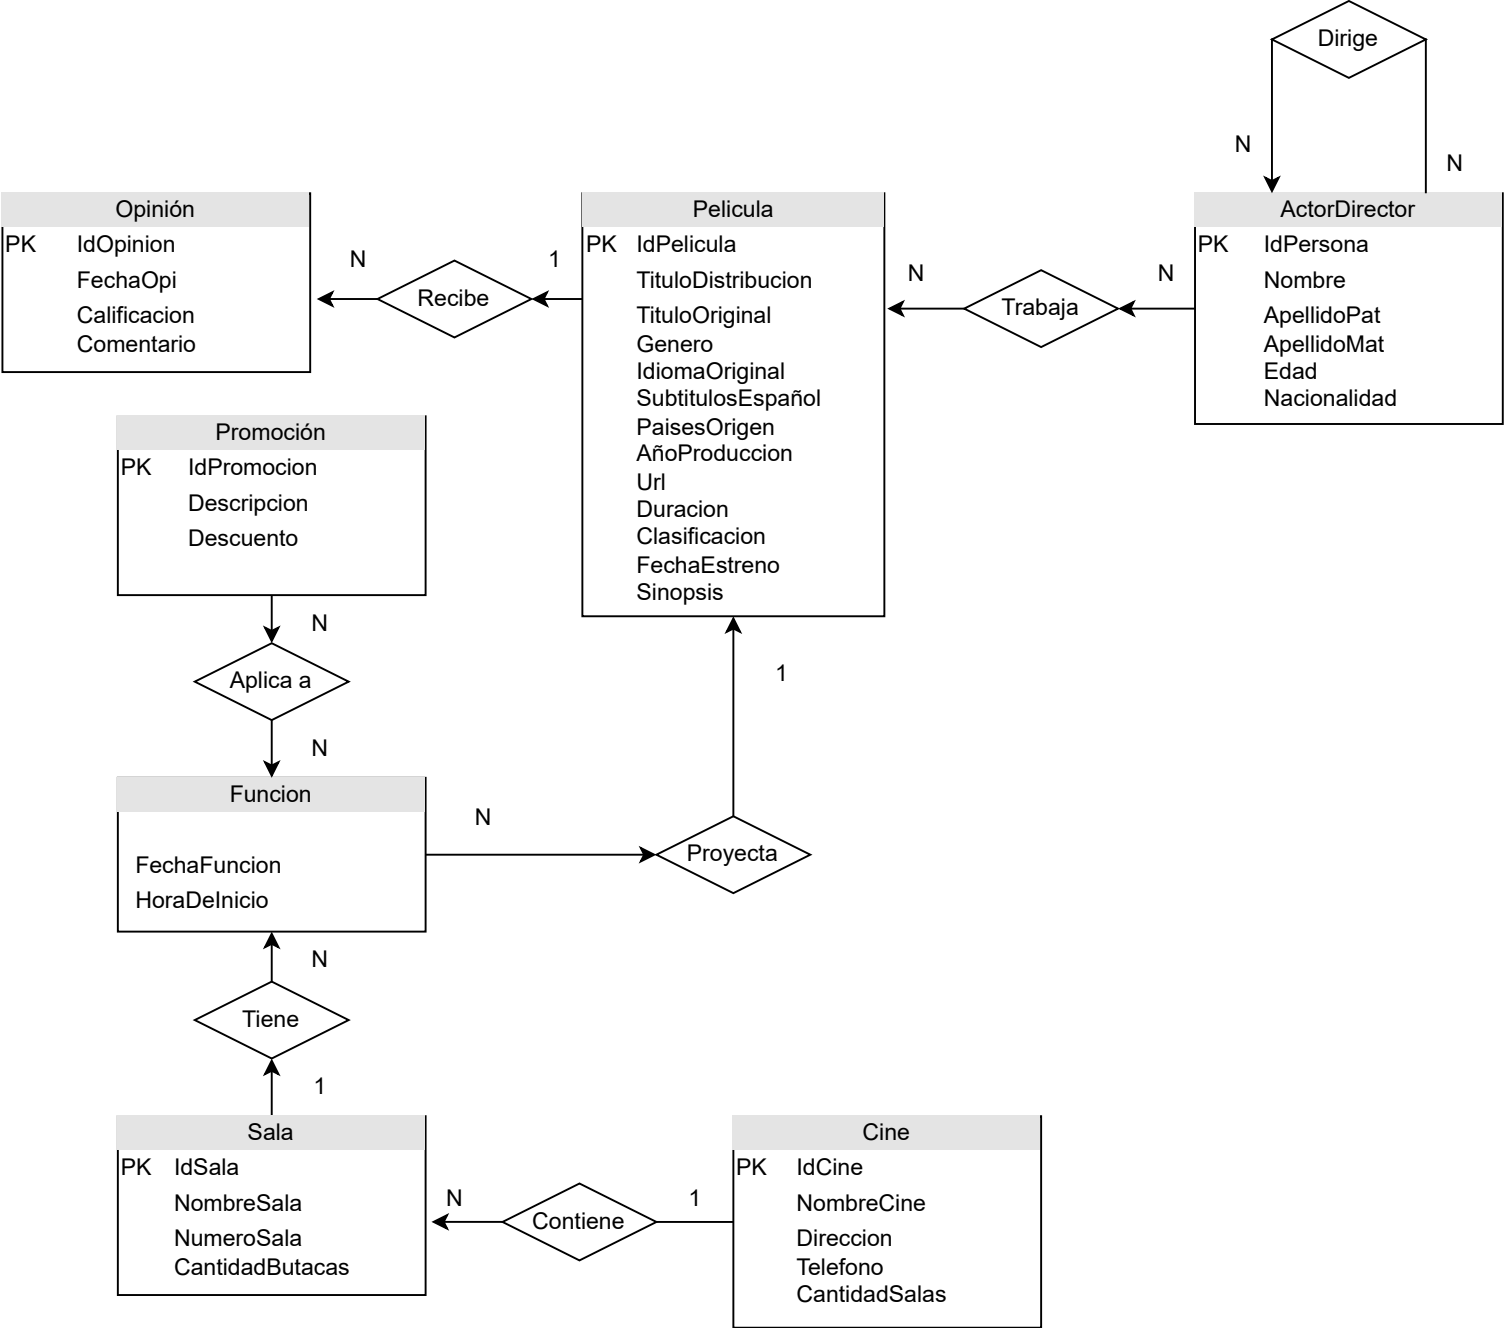 Dirige
N
N
Opinión
PK IdOpinion
FechaOpi
Calificacion
Comentario
N
Recibe
1
Pelicula
PK IdPelicula
TituloDistribucion
TituloOriginal
Genero
IdiomaOriginal
SubtitulosEspañol
PaisesOrigen
AñoProduccion
Url
Duracion
Clasificacion
FechaEstreno
Sinopsis
N
Trabaja
N
ActorDirector
PK IdPersona
Nombre
ApellidoPat
ApellidoMat
Edad
Nacionalidad
Promoción
PK IdPromocion
Descripcion
Descuento
N
Aplica a
N
1
Funcion
FechaFuncion
HoraDeInicio
N
Proyecta
N
Tiene
1
Sala
PK IdSala
NombreSala
NumeroSala
CantidadButacas
N
Contiene
1
Cine
PK IdCine
NombreCine
Direccion
Telefono
CantidadSalas